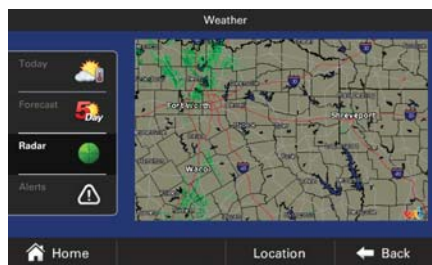 Weather
Today
Forecast
5 Day
Radar
Alerts
Fort Worth
Shreveport
Waco
Home
Location
Back